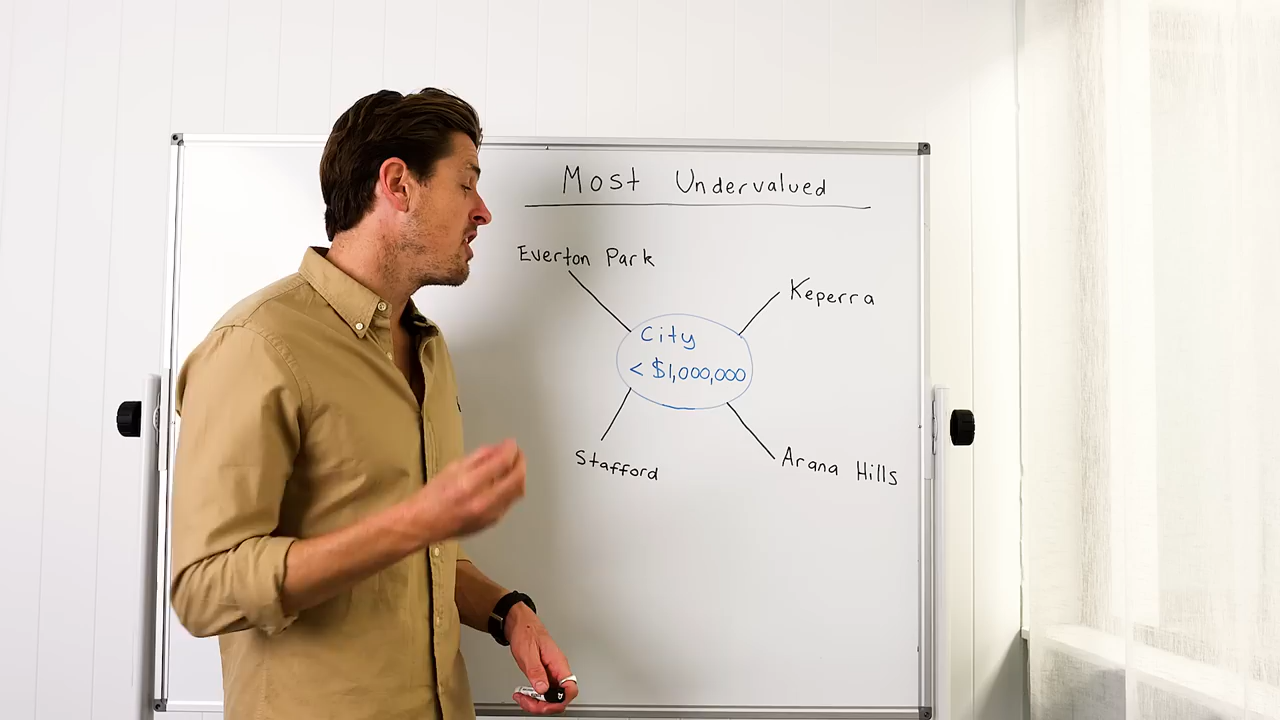 Most Undervalued
Everton Park
Keperra
City
< $1,000,000
Stafford
Arana Hills